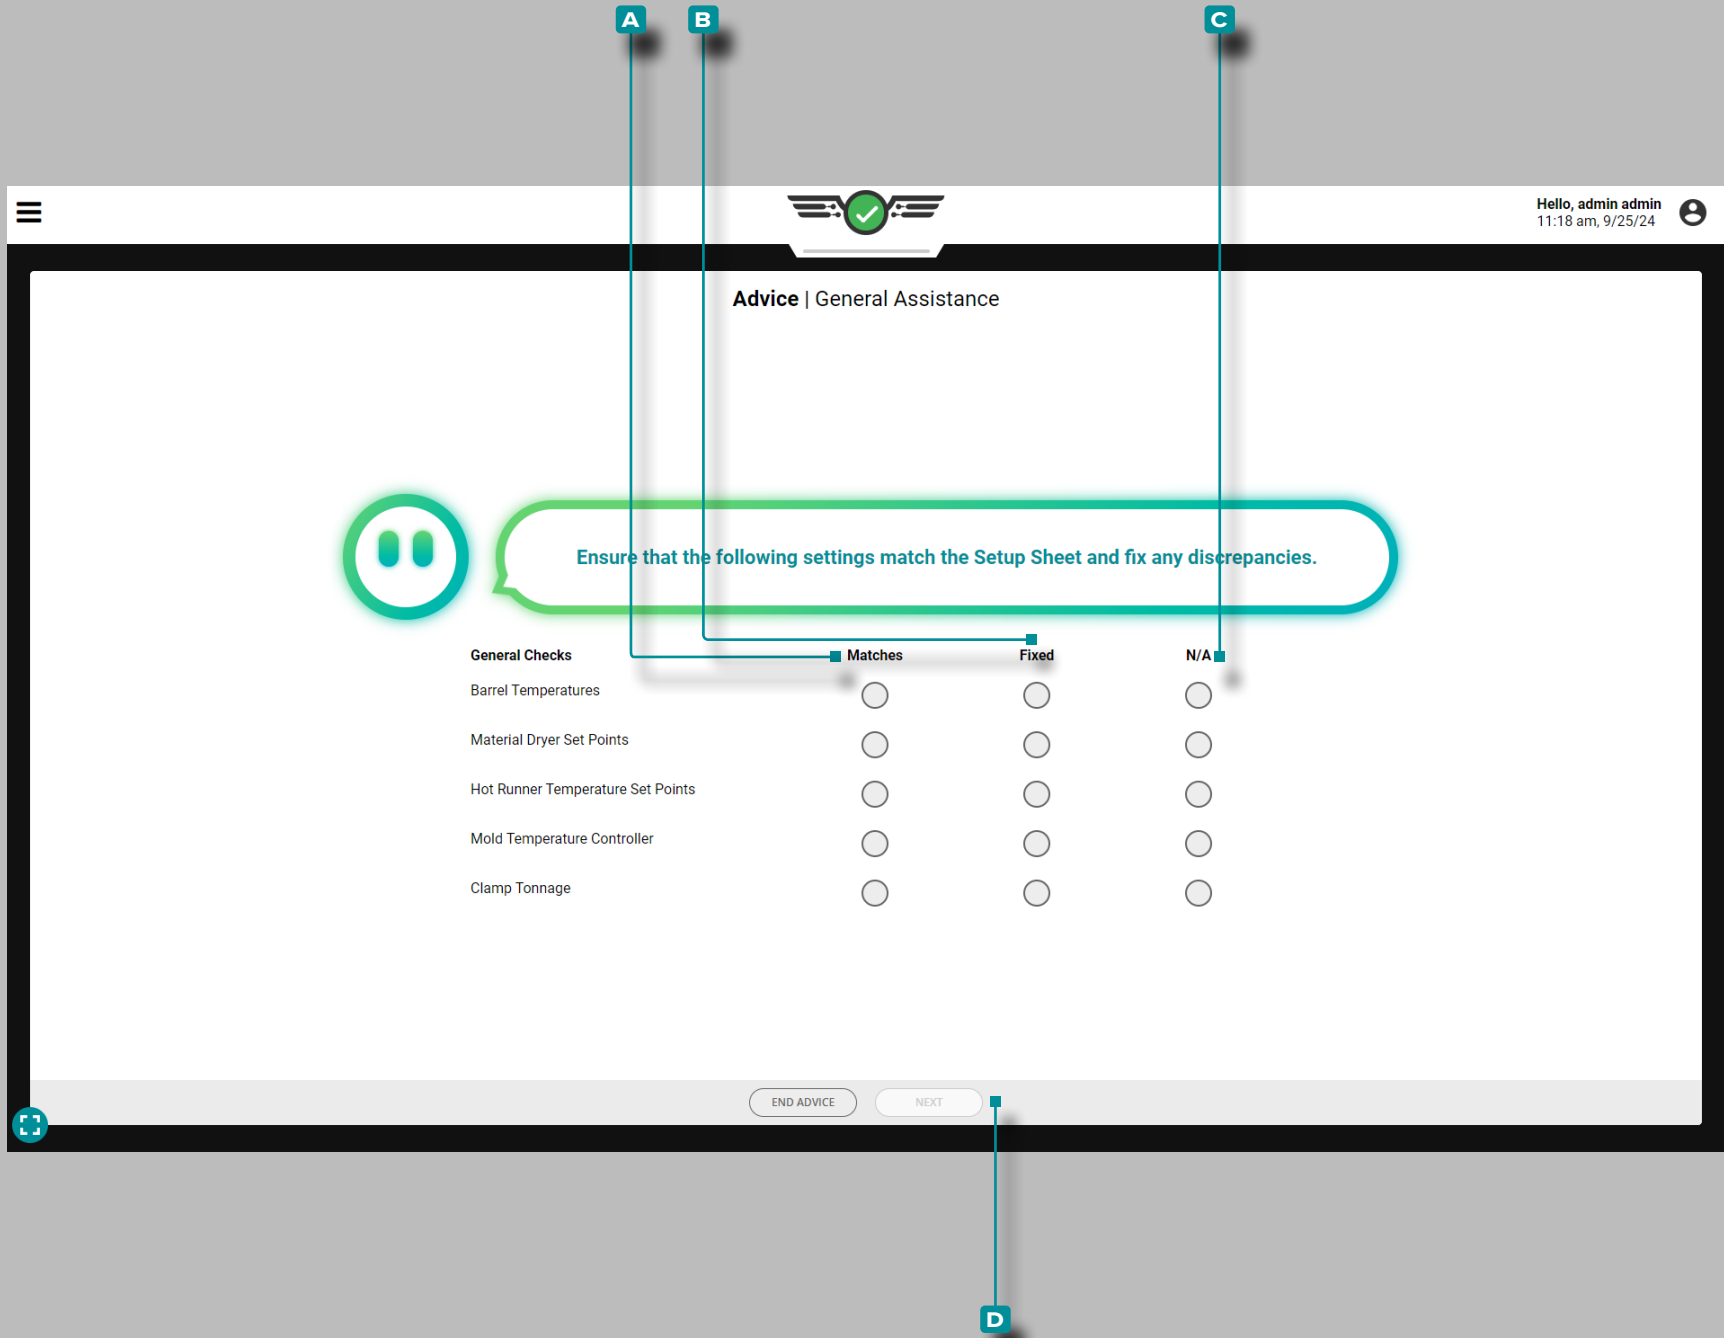 A B C
Hello, admin admin
11:18 am, 9/25/24
Advice | General Assistance
Ensure that the following settings match the Setup Sheet and fix any discrepancies.
General Checks Matches Fixed N/A
Barrel Temperatures
Material Dryer Set Points
Hot Runner Temperature Set Points
Mold Temperature Controller
Clamp Tonnage
END ADVICE NEXT
D